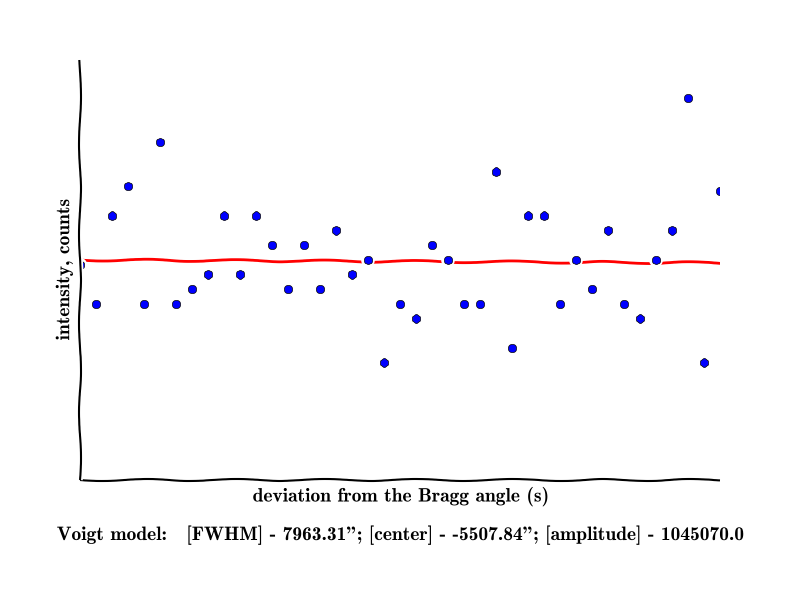 intensity, counts
deviation from the Bragg angle (s)
Voigt model: [FWHM] - 7963.31”; [center] - -5507.84”; [amplitude] - 1045070.0